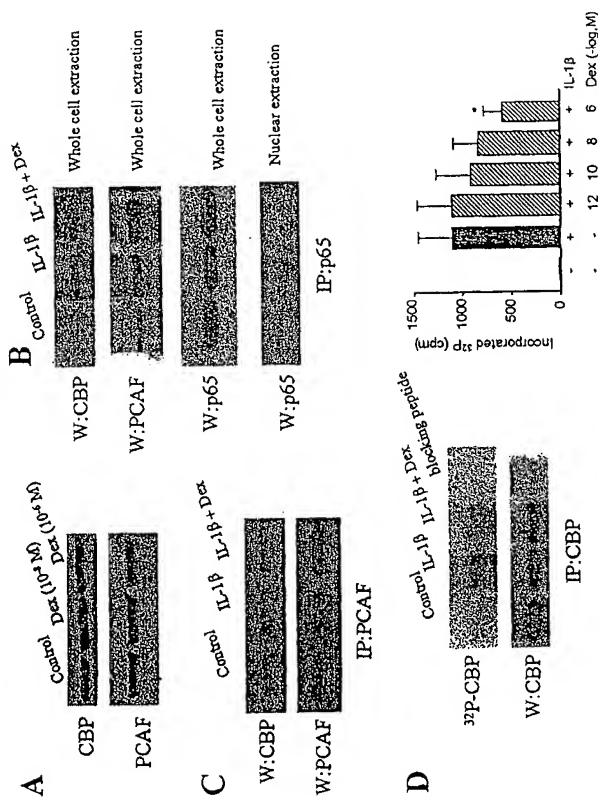 A
Control Dex (10⁻⁸ M) Dex (10⁻⁶ M)
CBP
PCAF
B
Control IL-1β IL-1β + Dex
W:CBP Whole cell extraction
W:PCAF Whole cell extraction
W:p65 Whole cell extraction
W:p65 Nuclear extraction
IP:p65
C
Control IL-1β IL-1β + Dex
W:CBP
W:PCAF
IP:PCAF
D
Control IL-1β IL-1β + Dex blocking peptide
³²P-CBP
W:CBP
IP:CBP
Incorporated ³²P (cpm)
1500
1000
500
0
*
- + + + + + IL-1β
- - 12 10 8 6 Dex (-log,M)